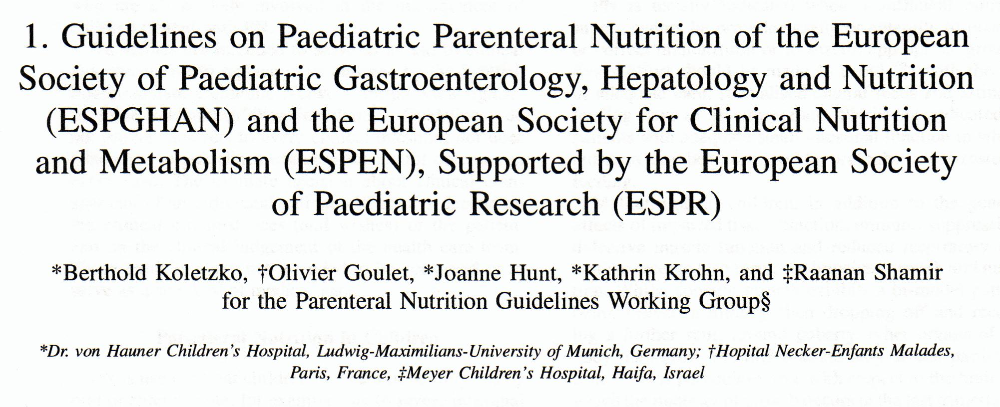 1. Guidelines on Paediatric Parenteral Nutrition of the European
Society of Paediatric Gastroenterology, Hepatology and Nutrition
(ESPGHAN) and the European Society for Clinical Nutrition
and Metabolism (ESPEN), Supported by the European Society
of Paediatric Research (ESPR)
*Berthold Koletzko, †Olivier Goulet, *Joanne Hunt, *Kathrin Krohn, and ‡Raanan Shamir
for the Parenteral Nutrition Guidelines Working Group§
*Dr. von Hauner Children's Hospital, Ludwig-Maximilians-University of Munich, Germany; †Hopital Necker-Enfants Malades,
Paris, France, ‡Meyer Children's Hospital, Haifa, Israel